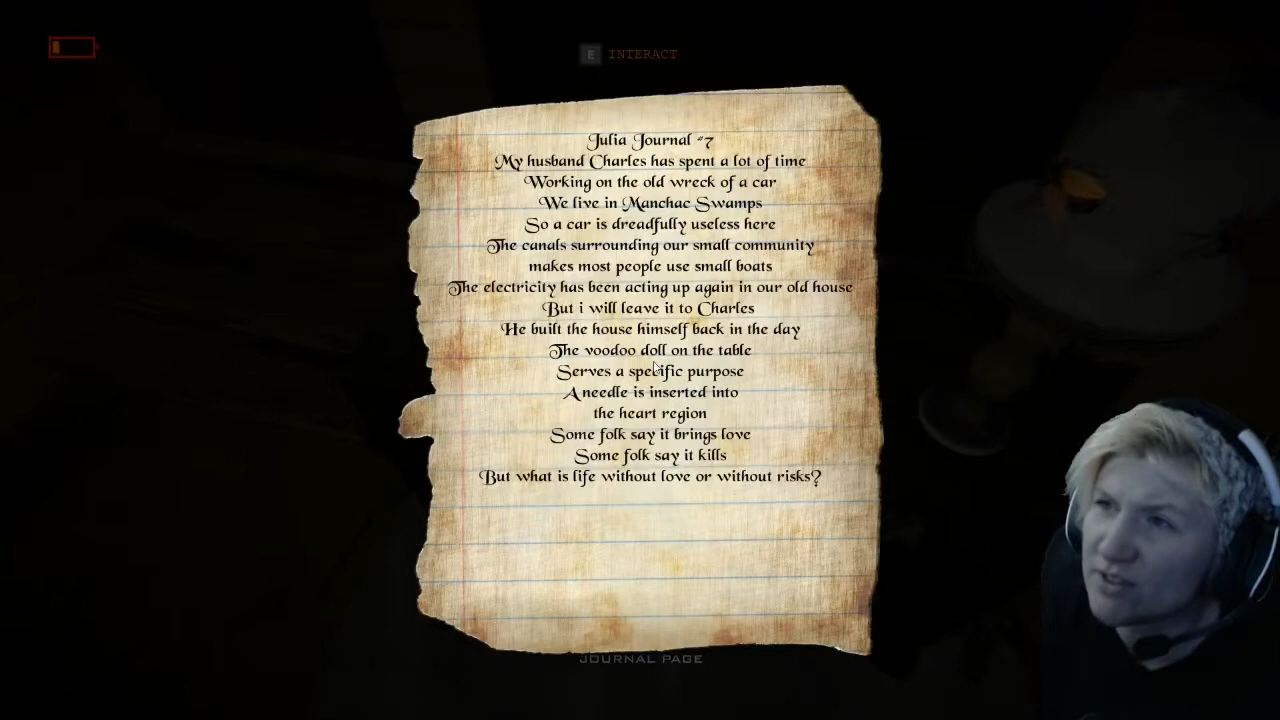 E INTERACT
Julia Journal #7
My husband Charles has spent a lot of time
Working on the old wreck of a car
We live in Manchac Swamps
So a car is dreadfully useless here
The canals surrounding our small community
makes most people use small boats
The electricity has been acting up again in our old house
But i will leave it to Charles
He built the house himself back in the day
The voodoo doll on the table
Serves a specific purpose
A needle is inserted into
the heart region
Some folk say it brings love
Some folk say it kills
But what is life without love or without risks?
JOURNAL PAGE